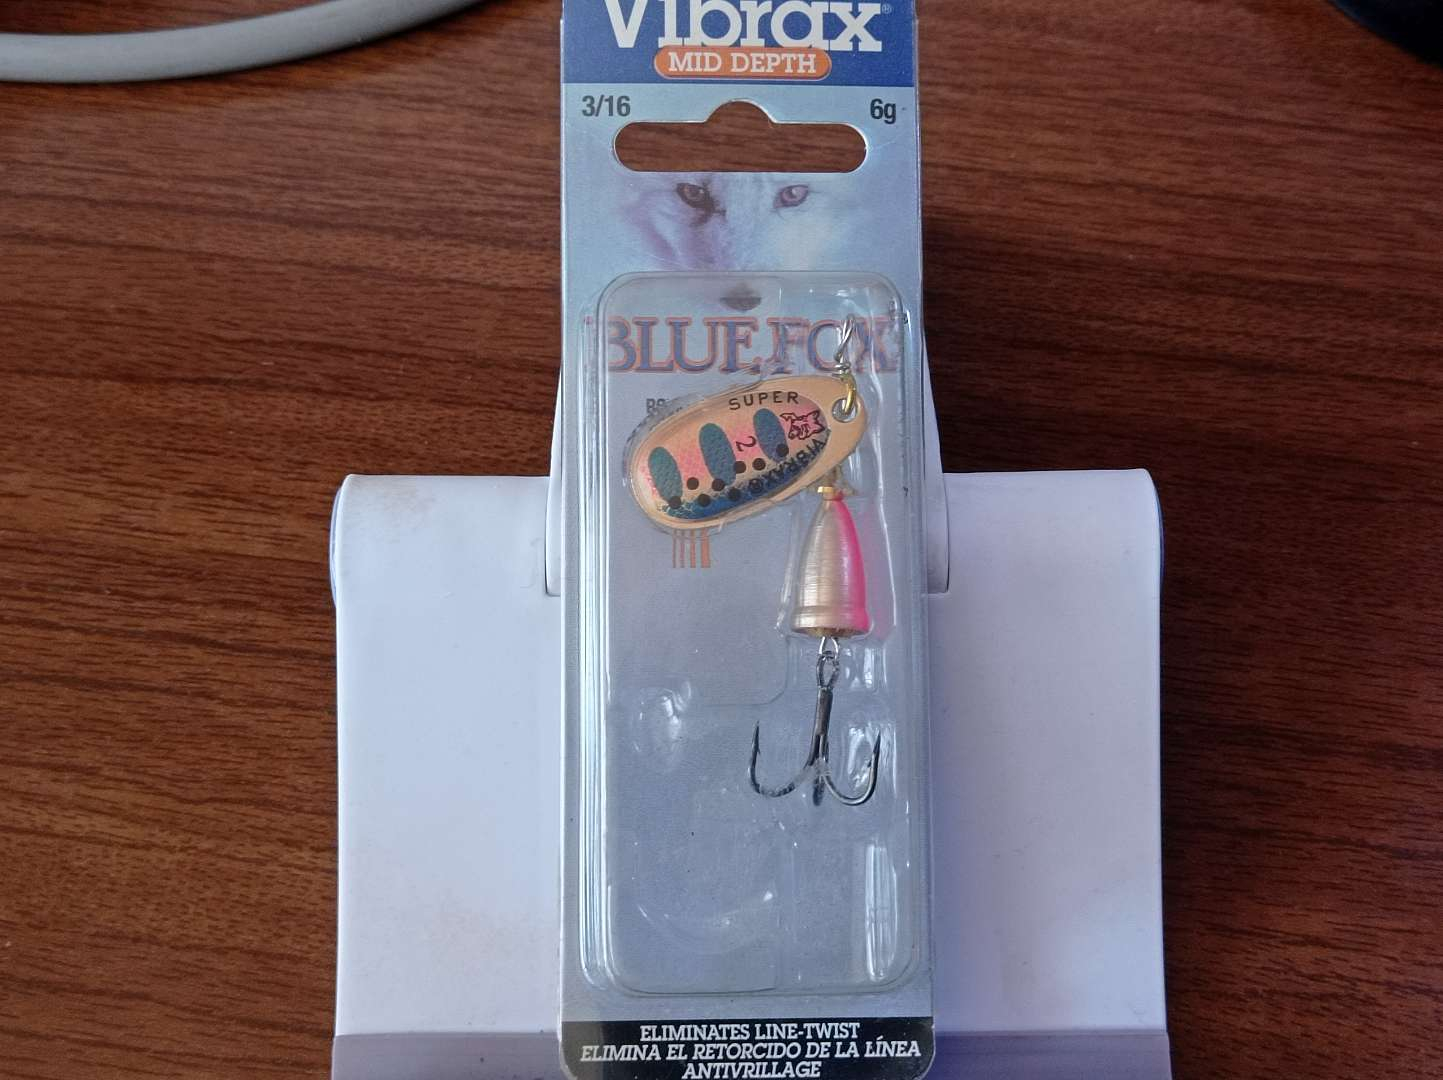 Vibrax®
MID DEPTH
3/16 6g
BLUE FOX
SUPER
2
VIBRAX®
ELIMINATES LINE-TWIST
ELIMINA EL RETORCIDO DE LA LÍNEA
ANTIVRILLAGE